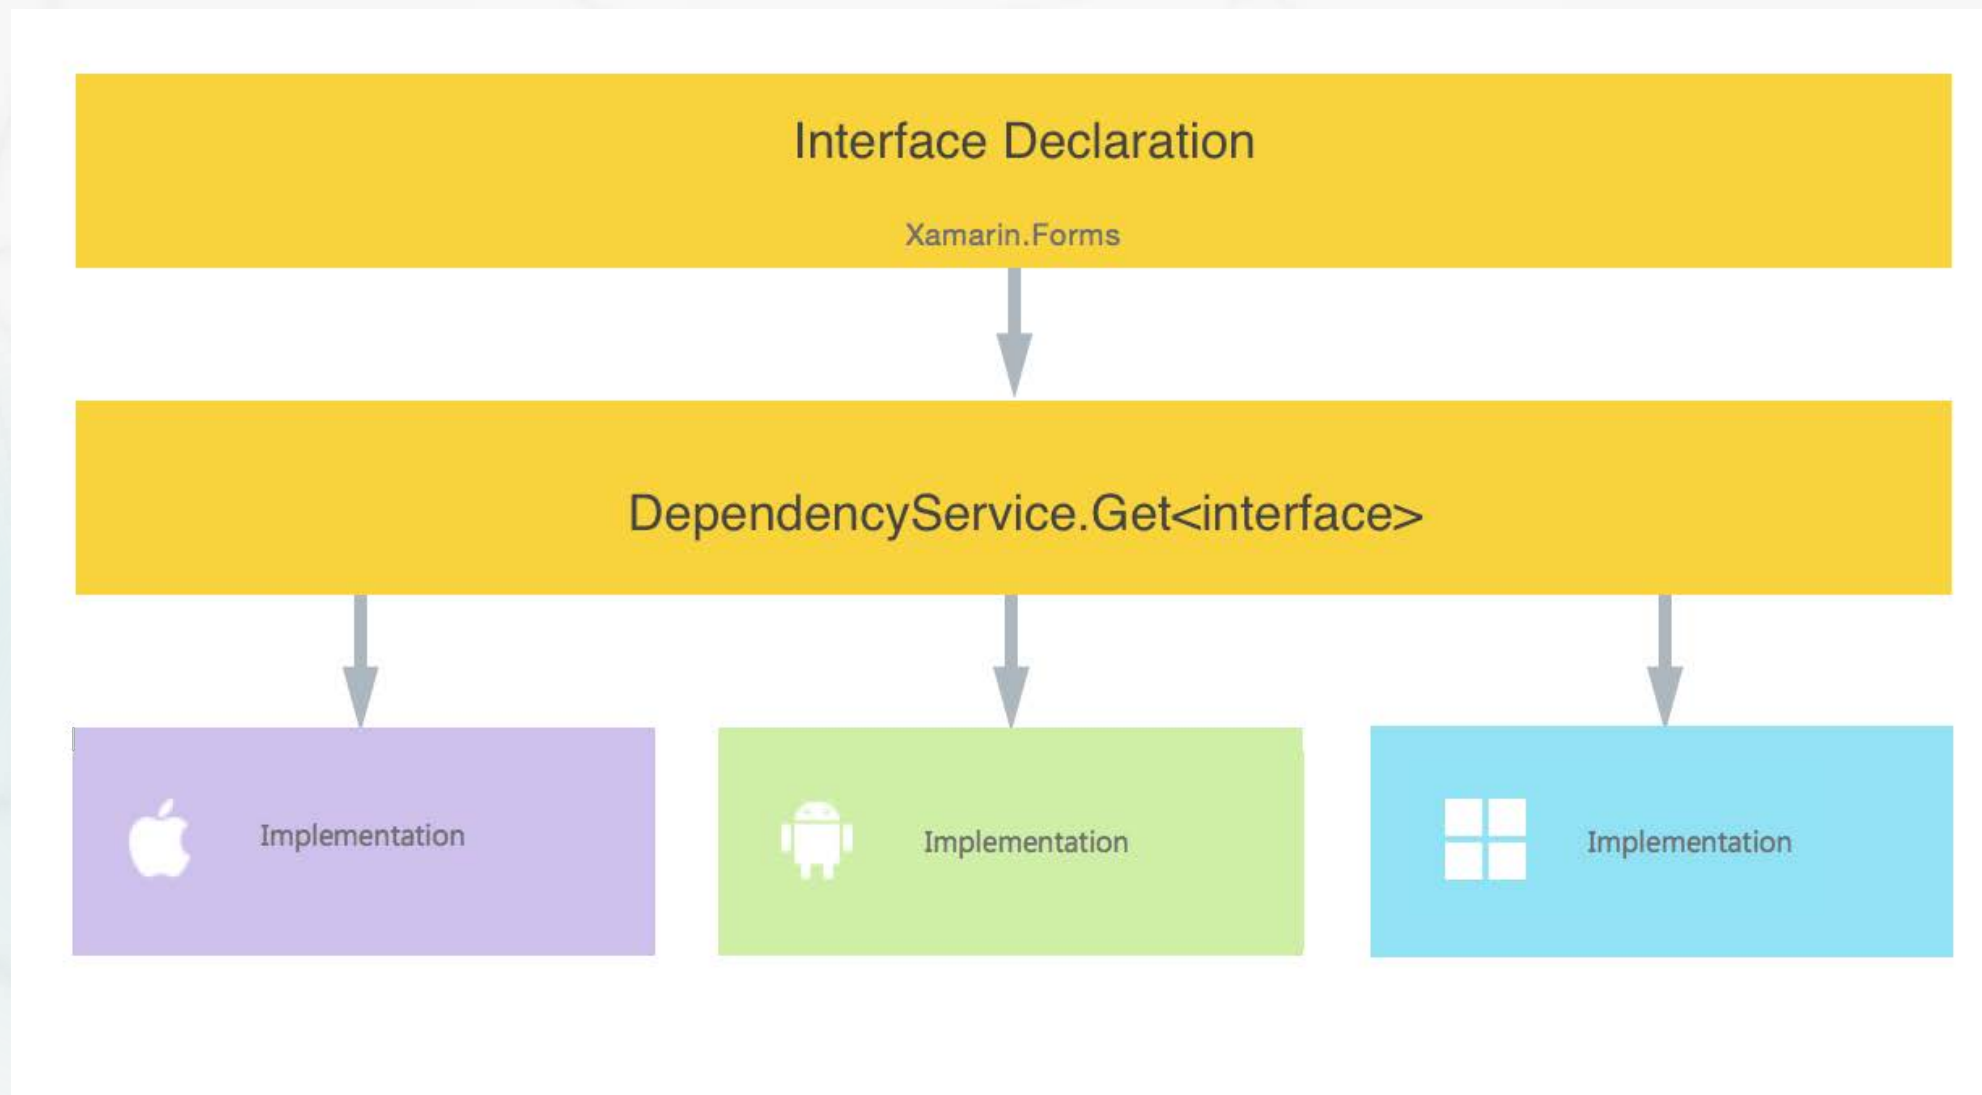 Interface Declaration
Xamarin.Forms
DependencyService.Get<interface>
Implementation
Implementation
Implementation